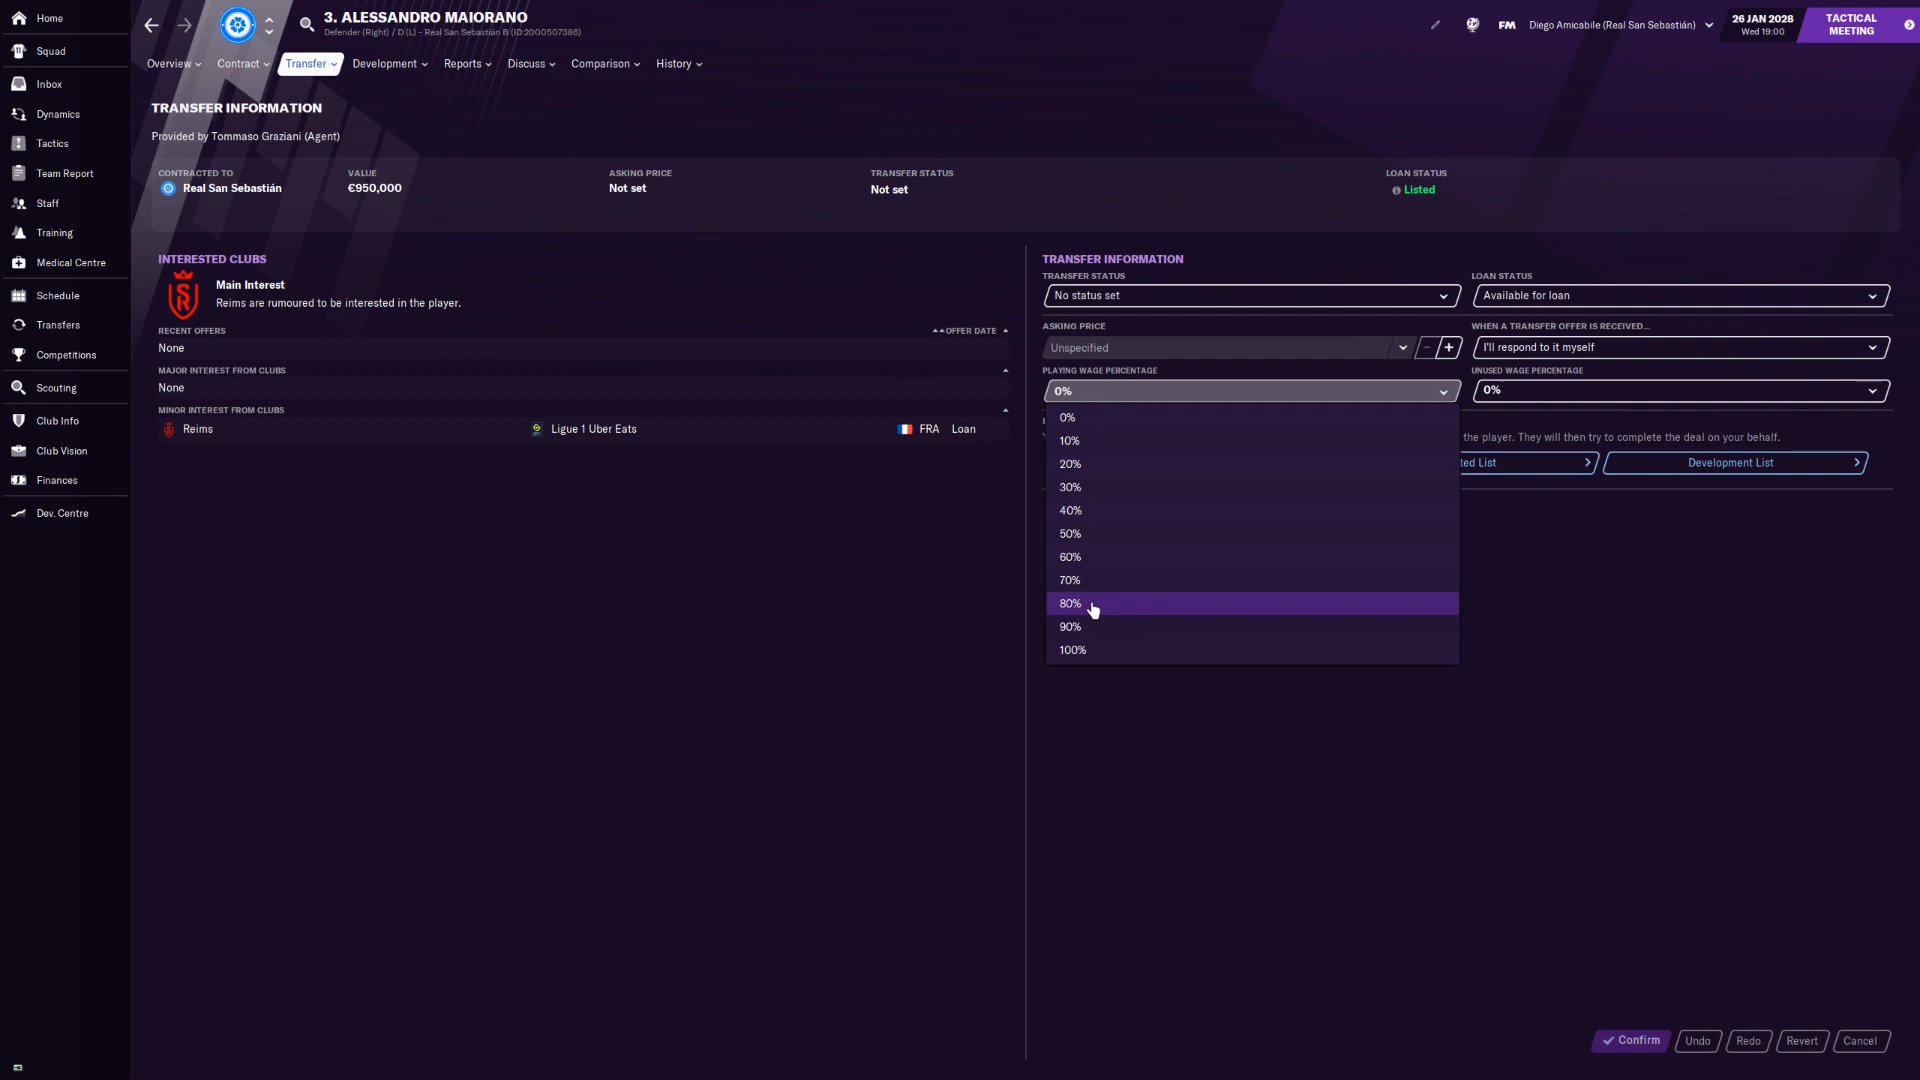 Home
Squad
Inbox
Dynamics
Tactics
Team Report
Staff
Training
Medical Centre
Schedule
Transfers
Competitions
Scouting
Club Info
Club Vision
Finances
Dev. Centre
3. ALESSANDRO MAIORANO
Defender (Right) / D (L) - Real San Sebastián B (ID:2000507386)
FM Diego Amicabile (Real San Sebastián)
26 JAN 2028
Wed 19:00
TACTICAL
MEETING
Overview Contract Transfer Development Reports Discuss Comparison History
TRANSFER INFORMATION
Provided by Tommaso Graziani (Agent)
CONTRACTED TO VALUE ASKING PRICE TRANSFER STATUS LOAN STATUS
Real San Sebastián €950,000 Not set Not set Listed
INTERESTED CLUBS
Main Interest
Reims are rumoured to be interested in the player.
RECENT OFFERS OFFER DATE
None
MAJOR INTEREST FROM CLUBS
None
MINOR INTEREST FROM CLUBS
Reims Ligue 1 Uber Eats FRA Loan
TRANSFER INFORMATION
TRANSFER STATUS LOAN STATUS
No status set Available for loan
ASKING PRICE WHEN A TRANSFER OFFER IS RECEIVED...
Unspecified - + I'll respond to it myself
PLAYING WAGE PERCENTAGE UNUSED WAGE PERCENTAGE
0% 0%
0%
10%
20%
30%
40%
50%
60%
70%
80%
90%
100%
the player. They will then try to complete the deal on your behalf.
ted List Development List
Confirm Undo Redo Revert Cancel